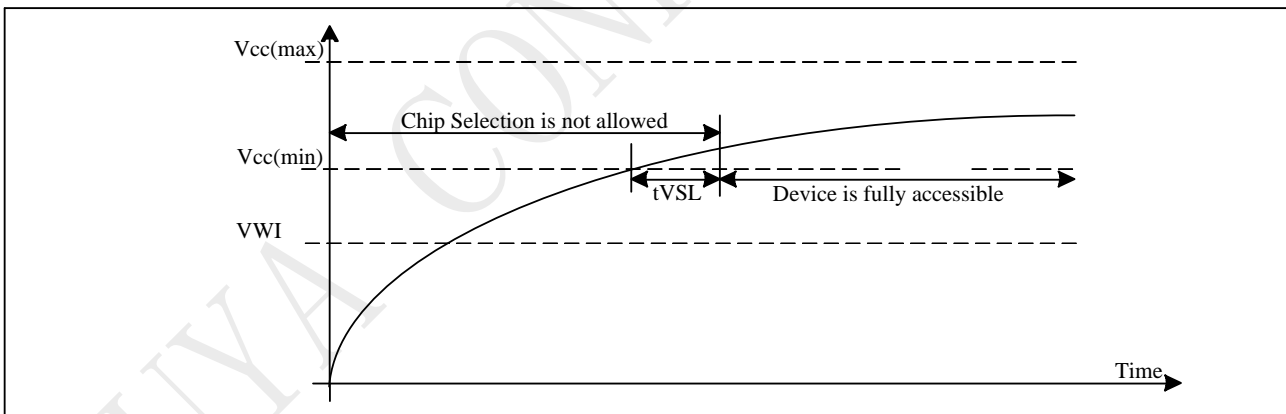 Vcc(max)
Chip Selection is not allowed
Vcc(min)
tVSL
Device is fully accessible
VWI
Time